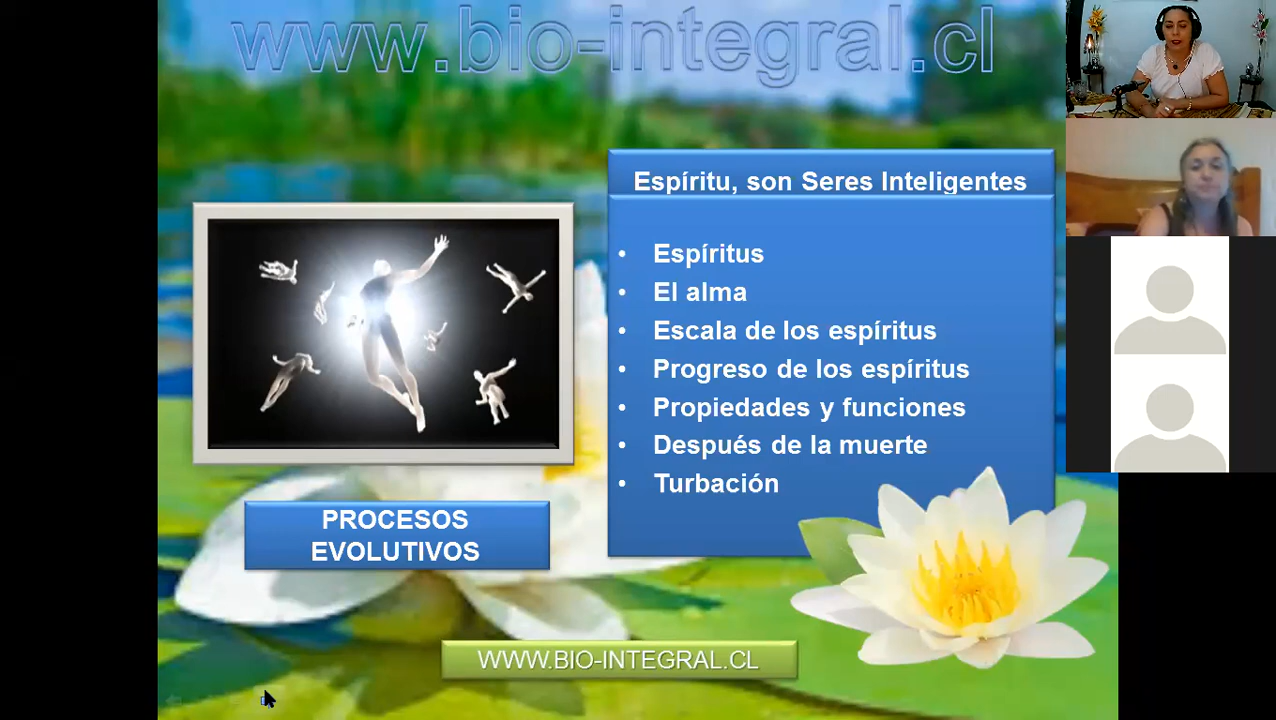 www.bio-integral.cl
Espíritu, son Seres Inteligentes
• Espíritus
• El alma
• Escala de los espíritus
• Progreso de los espíritus
• Propiedades y funciones
• Después de la muerte
• Turbación
PROCESOS
EVOLUTIVOS
WWW.BIO-INTEGRAL.CL